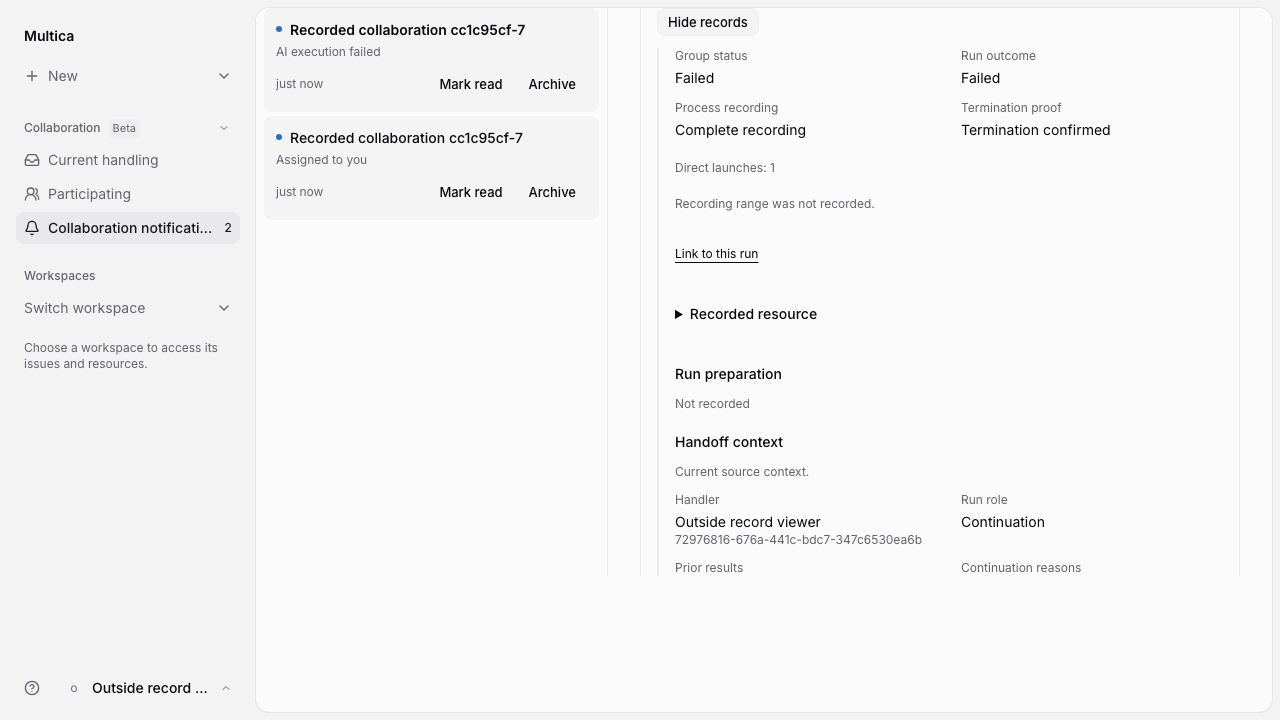 Multica
New
Collaboration Beta
Current handling
Participating
Collaboration notificati... 2
Workspaces
Switch workspace
Choose a workspace to access its
issues and resources.
o Outside record ...
Recorded collaboration cc1c95cf-7
AI execution failed
just now Mark read Archive
Recorded collaboration cc1c95cf-7
Assigned to you
just now Mark read Archive
Hide records
Group status Run outcome
Failed Failed
Process recording Termination proof
Complete recording Termination confirmed
Direct launches: 1
Recording range was not recorded.
Link to this run
Recorded resource
Run preparation
Not recorded
Handoff context
Current source context.
Handler Run role
Outside record viewer Continuation
72976816-676a-441c-bdc7-347c6530ea6b
Prior results Continuation reasons